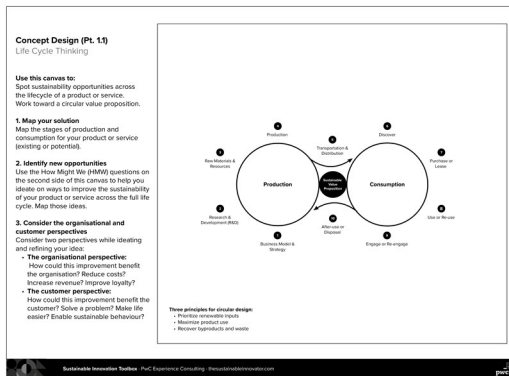 Concept Design (Pt. 1.1)
Life Cycle Thinking
Use this canvas to:
Spot sustainability opportunities across
the lifecycle of a product or service.
Work toward a circular value proposition.
1. Map your solution
Map the stages of production and
consumption for your product or service
(existing or potential).
2. Identify new opportunities
Use the How Might We (HMW) questions on
the second side of this canvas to help you
ideate on ways to improve the sustainability
of your product or service across the full life
cycle. Map those ideas.
3. Consider the organisational and
customer perspectives
Consider two perspectives while ideating
and refining your idea:
• The organisational perspective:
How could this improvement benefit
the organisation? Reduce costs?
Increase revenue? Improve loyalty?
• The customer perspective:
How could this improvement benefit the
customer? Solve a problem? Make life
easier? Enable sustainable behaviour?
4
Production
5
Transportation &
Distribution
6
Discover
3
Raw Materials &
Resources
7
Purchase or
Lease
Production
Sustainable
Value
Proposition
Consumption
2
Research &
Development (R&D)
8
Use or Re-use
10
After-use or
Disposal
1
Business Model &
Strategy
9
Engage or Re-engage
Three principles for circular design:
• Prioritize renewable inputs
• Maximize product use
• Recover byproducts and waste
Sustainable Innovation Toolbox · PwC Experience Consulting · thesustainableinnovator.com
pwc